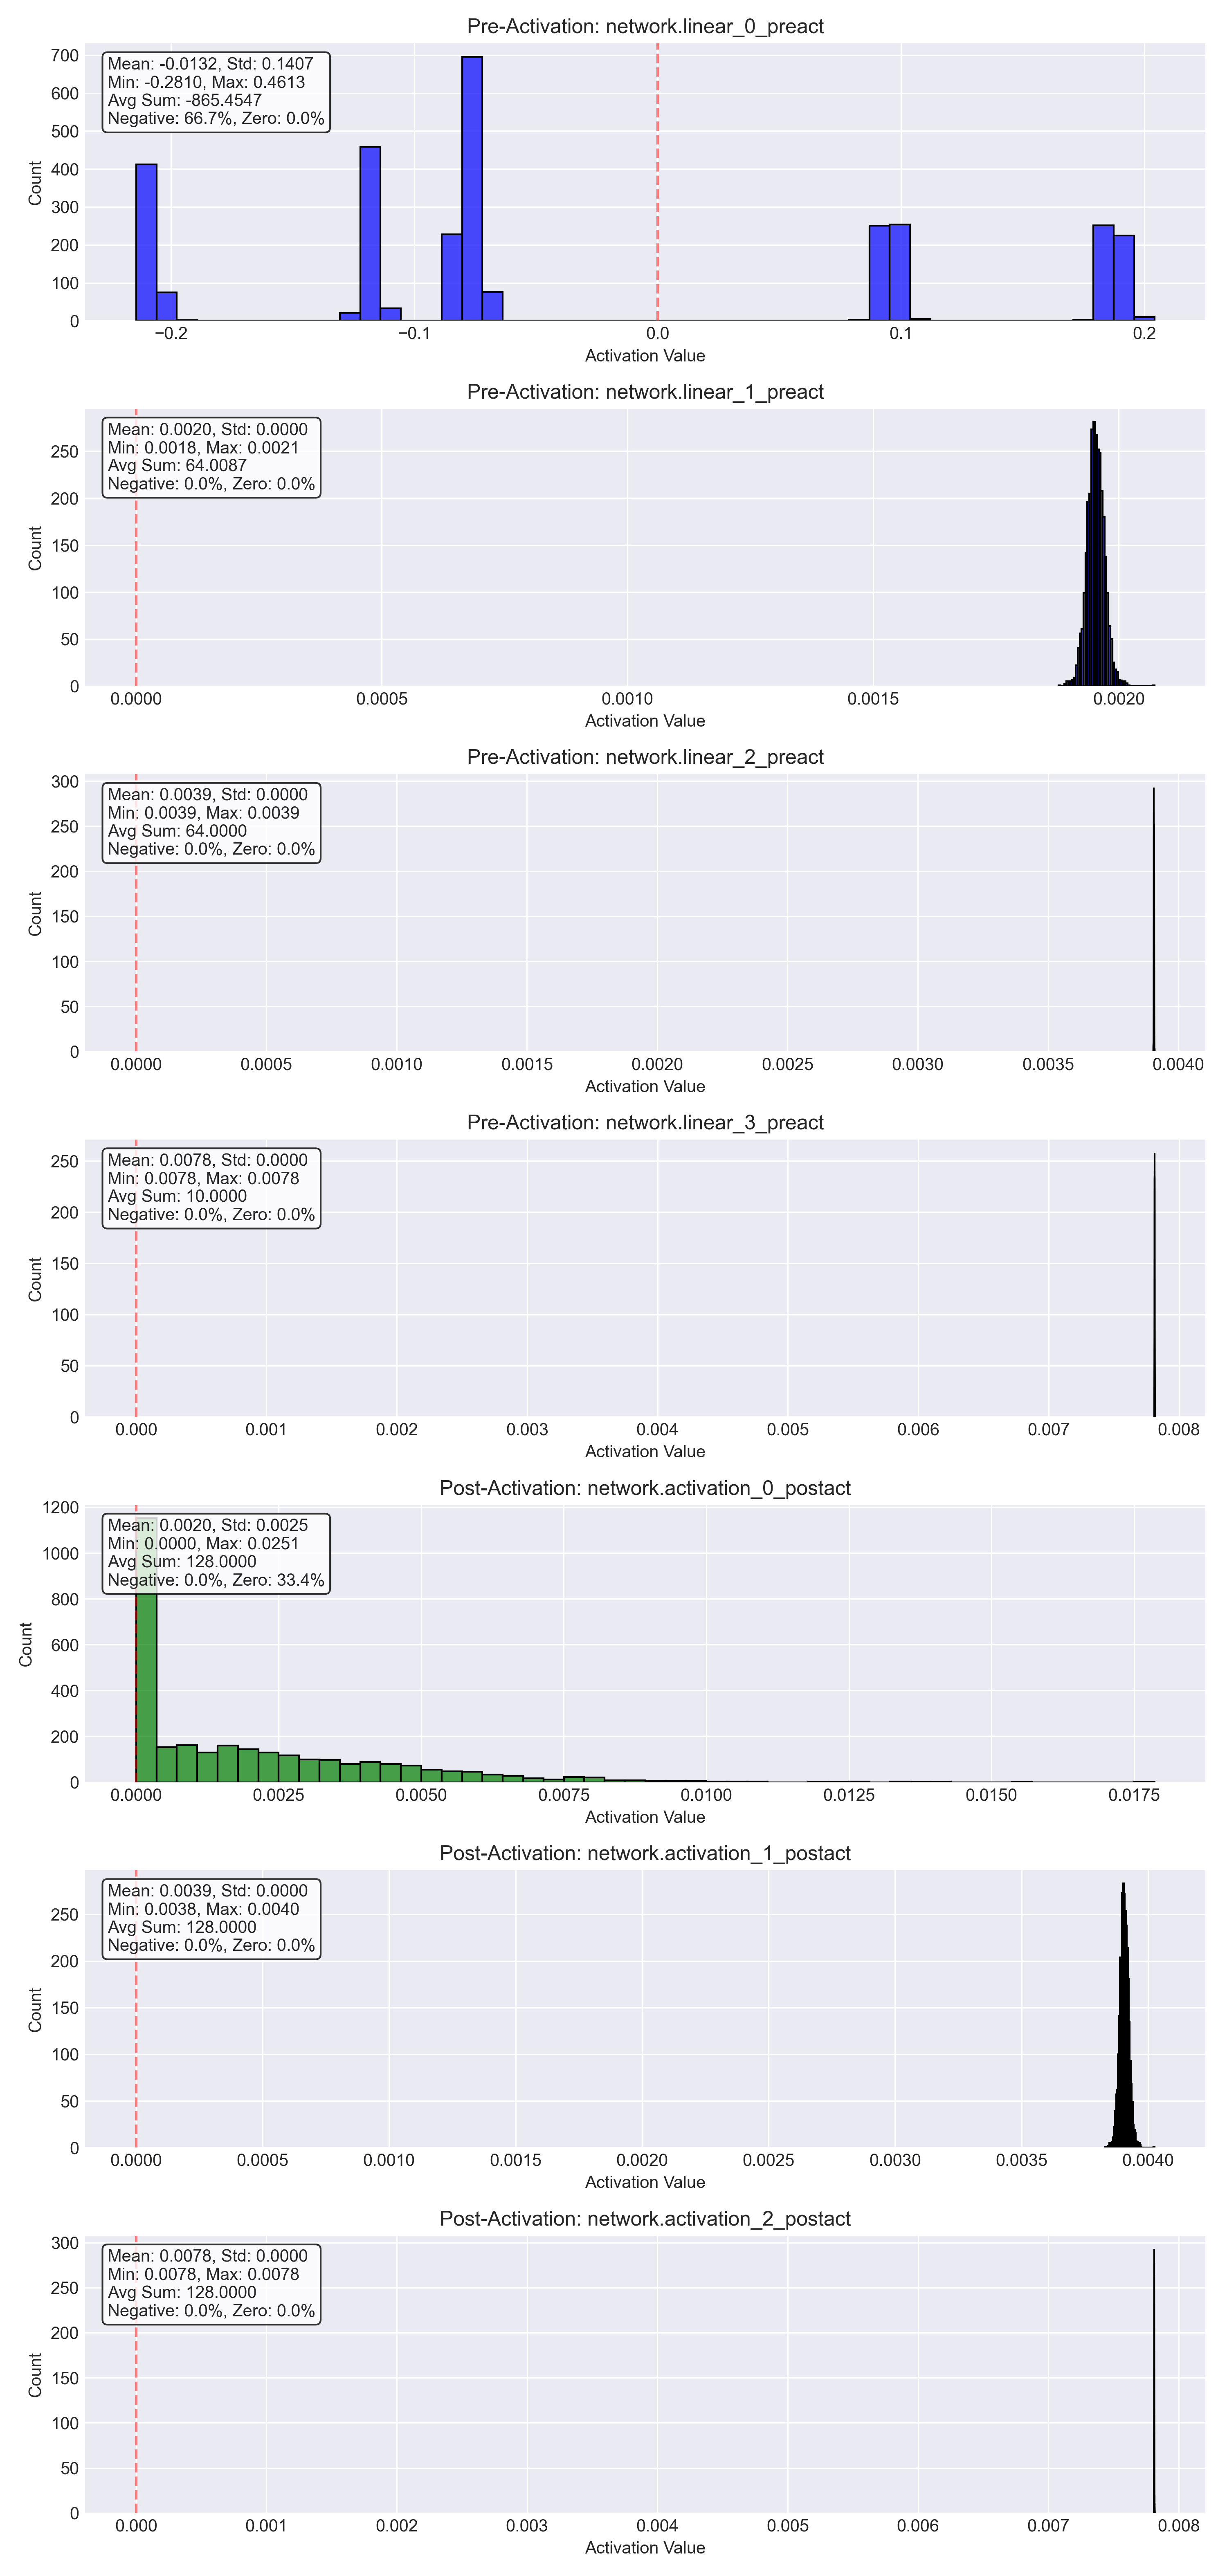 Pre-Activation: network.linear_0_preact
Mean: -0.0132, Std: 0.1407
Min: -0.2810, Max: 0.4613
Avg Sum: -865.4547
Negative: 66.7%, Zero: 0.0%
700
600
500
400
300
200
100
0
Count
−0.2 −0.1 0.0 0.1 0.2
Activation Value
Pre-Activation: network.linear_1_preact
Mean: 0.0020, Std: 0.0000
Min: 0.0018, Max: 0.0021
Avg Sum: 64.0087
Negative: 0.0%, Zero: 0.0%
250
200
150
100
50
0
Count
0.0000 0.0005 0.0010 0.0015 0.0020
Activation Value
Pre-Activation: network.linear_2_preact
Mean: 0.0039, Std: 0.0000
Min: 0.0039, Max: 0.0039
Avg Sum: 64.0000
Negative: 0.0%, Zero: 0.0%
300
250
200
150
100
50
0
Count
0.0000 0.0005 0.0010 0.0015 0.0020 0.0025 0.0030 0.0035 0.0040
Activation Value
Pre-Activation: network.linear_3_preact
Mean: 0.0078, Std: 0.0000
Min: 0.0078, Max: 0.0078
Avg Sum: 10.0000
Negative: 0.0%, Zero: 0.0%
250
200
150
100
50
0
Count
0.000 0.001 0.002 0.003 0.004 0.005 0.006 0.007 0.008
Activation Value
Post-Activation: network.activation_0_postact
Mean: 0.0020, Std: 0.0025
Min: 0.0000, Max: 0.0251
Avg Sum: 128.0000
Negative: 0.0%, Zero: 33.4%
1200
1000
800
600
400
200
0
Count
0.0000 0.0025 0.0050 0.0075 0.0100 0.0125 0.0150 0.0175
Activation Value
Post-Activation: network.activation_1_postact
Mean: 0.0039, Std: 0.0000
Min: 0.0038, Max: 0.0040
Avg Sum: 128.0000
Negative: 0.0%, Zero: 0.0%
250
200
150
100
50
0
Count
0.0000 0.0005 0.0010 0.0015 0.0020 0.0025 0.0030 0.0035 0.0040
Activation Value
Post-Activation: network.activation_2_postact
Mean: 0.0078, Std: 0.0000
Min: 0.0078, Max: 0.0078
Avg Sum: 128.0000
Negative: 0.0%, Zero: 0.0%
300
250
200
150
100
50
0
Count
0.000 0.001 0.002 0.003 0.004 0.005 0.006 0.007 0.008
Activation Value